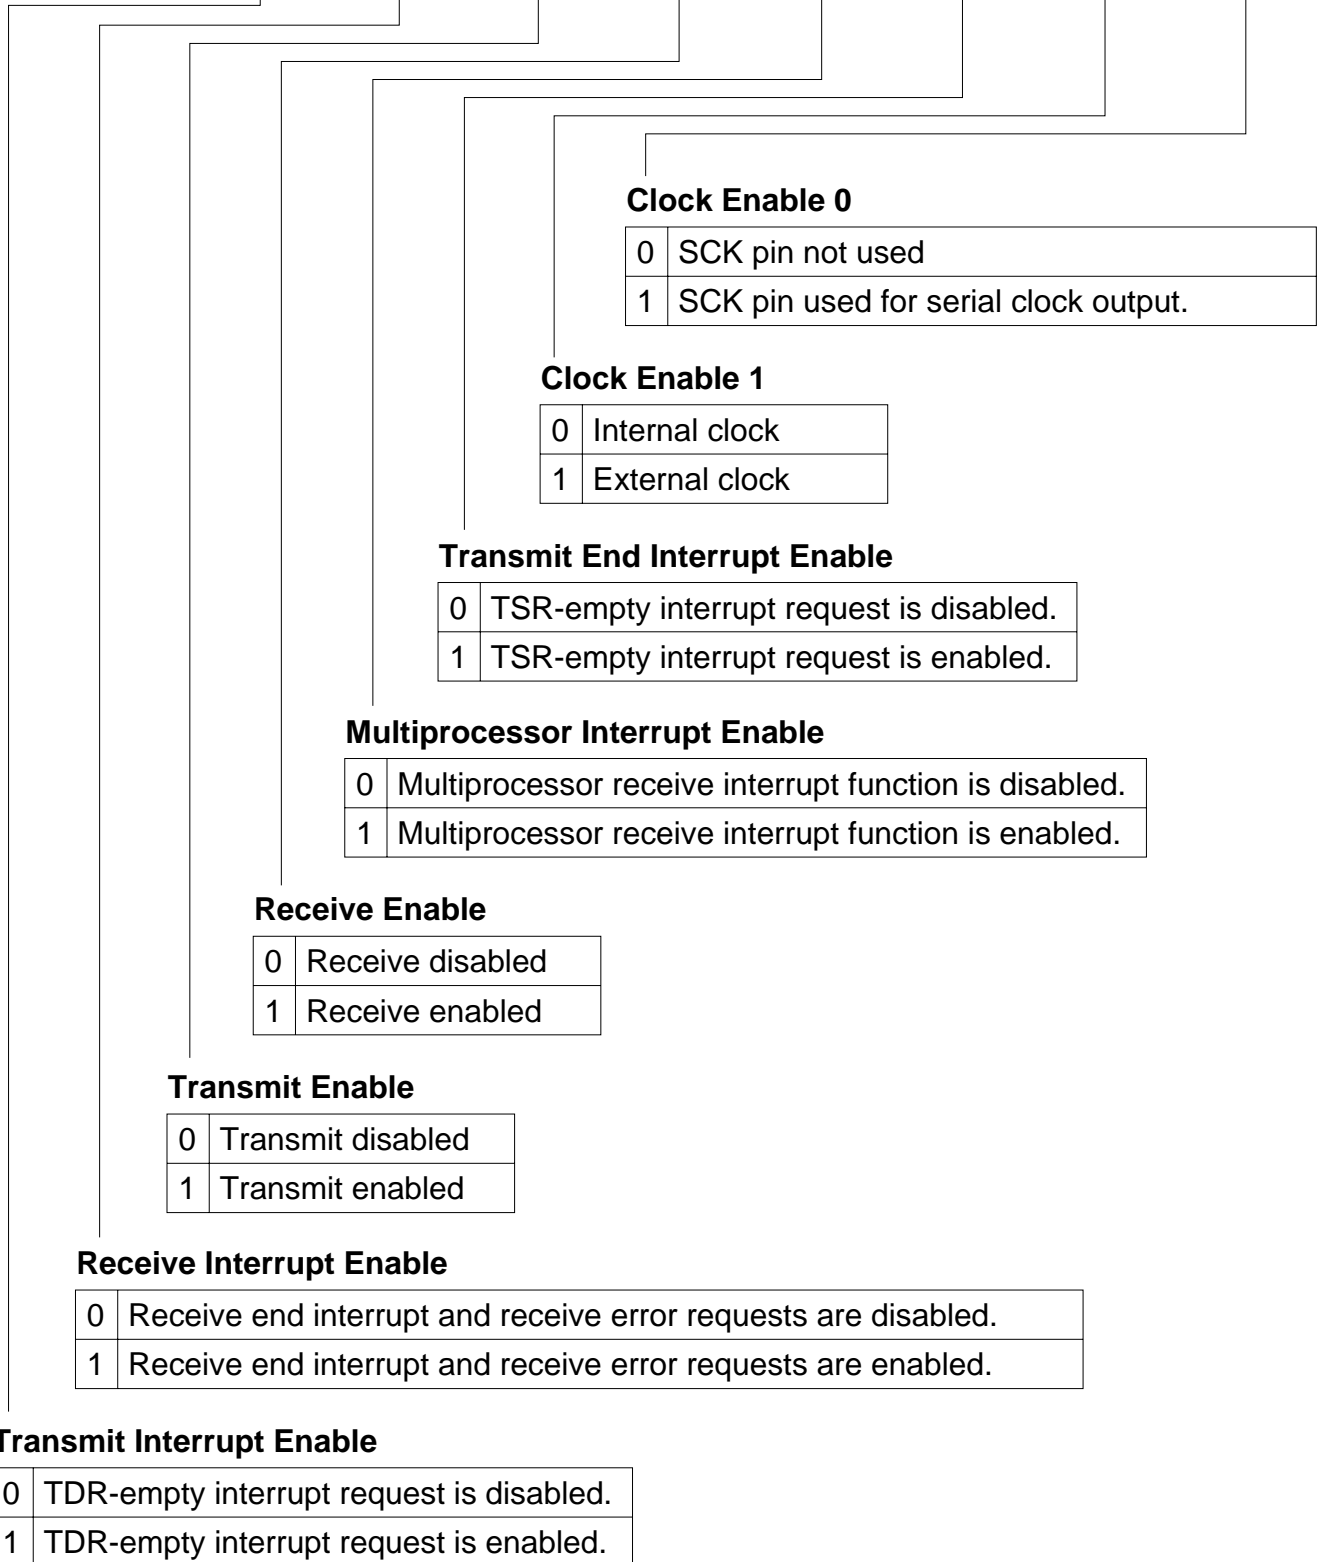 Clock Enable 0
0 SCK pin not used
1 SCK pin used for serial clock output.
Clock Enable 1
0 Internal clock
1 External clock
Transmit End Interrupt Enable
0 TSR-empty interrupt request is disabled.
1 TSR-empty interrupt request is enabled.
Multiprocessor Interrupt Enable
0 Multiprocessor receive interrupt function is disabled.
1 Multiprocessor receive interrupt function is enabled.
Receive Enable
0 Receive disabled
1 Receive enabled
Transmit Enable
0 Transmit disabled
1 Transmit enabled
Receive Interrupt Enable
0 Receive end interrupt and receive error requests are disabled.
1 Receive end interrupt and receive error requests are enabled.
Transmit Interrupt Enable
0 TDR-empty interrupt request is disabled.
1 TDR-empty interrupt request is enabled.